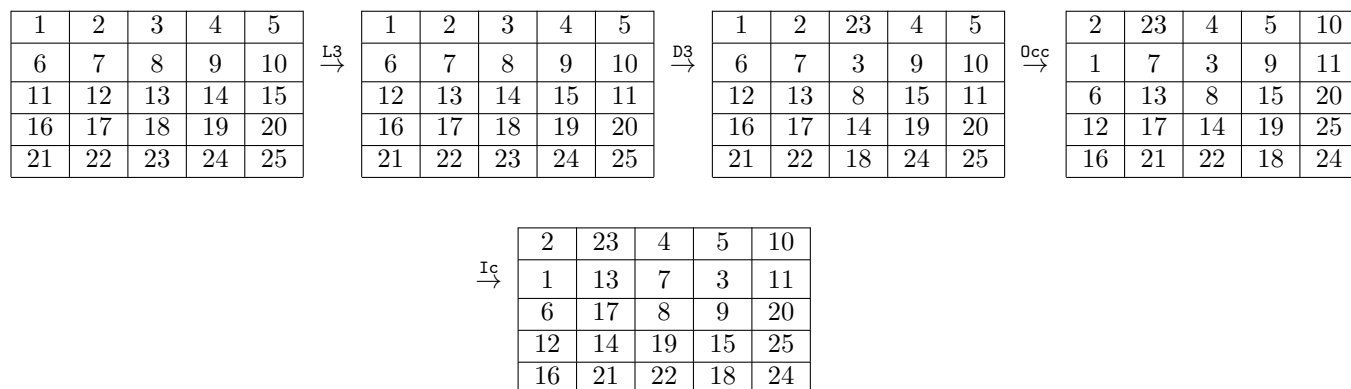 1 2 3 4 5 1 2 3 4 5 1 2 23 4 5 2 23 4 5 10
6 7 8 9 10 L3 → 6 7 8 9 10 D3 → 6 7 3 9 10 Occ → 1 7 3 9 11
11 12 13 14 15 12 13 14 15 11 12 13 8 15 11 6 13 8 15 20
16 17 18 19 20 16 17 18 19 20 16 17 14 19 20 12 17 14 19 25
21 22 23 24 25 21 22 23 24 25 21 22 18 24 25 16 21 22 18 24
2 23 4 5 10
Ic → 1 13 7 3 11
6 17 8 9 20
12 14 19 15 25
16 21 22 18 24